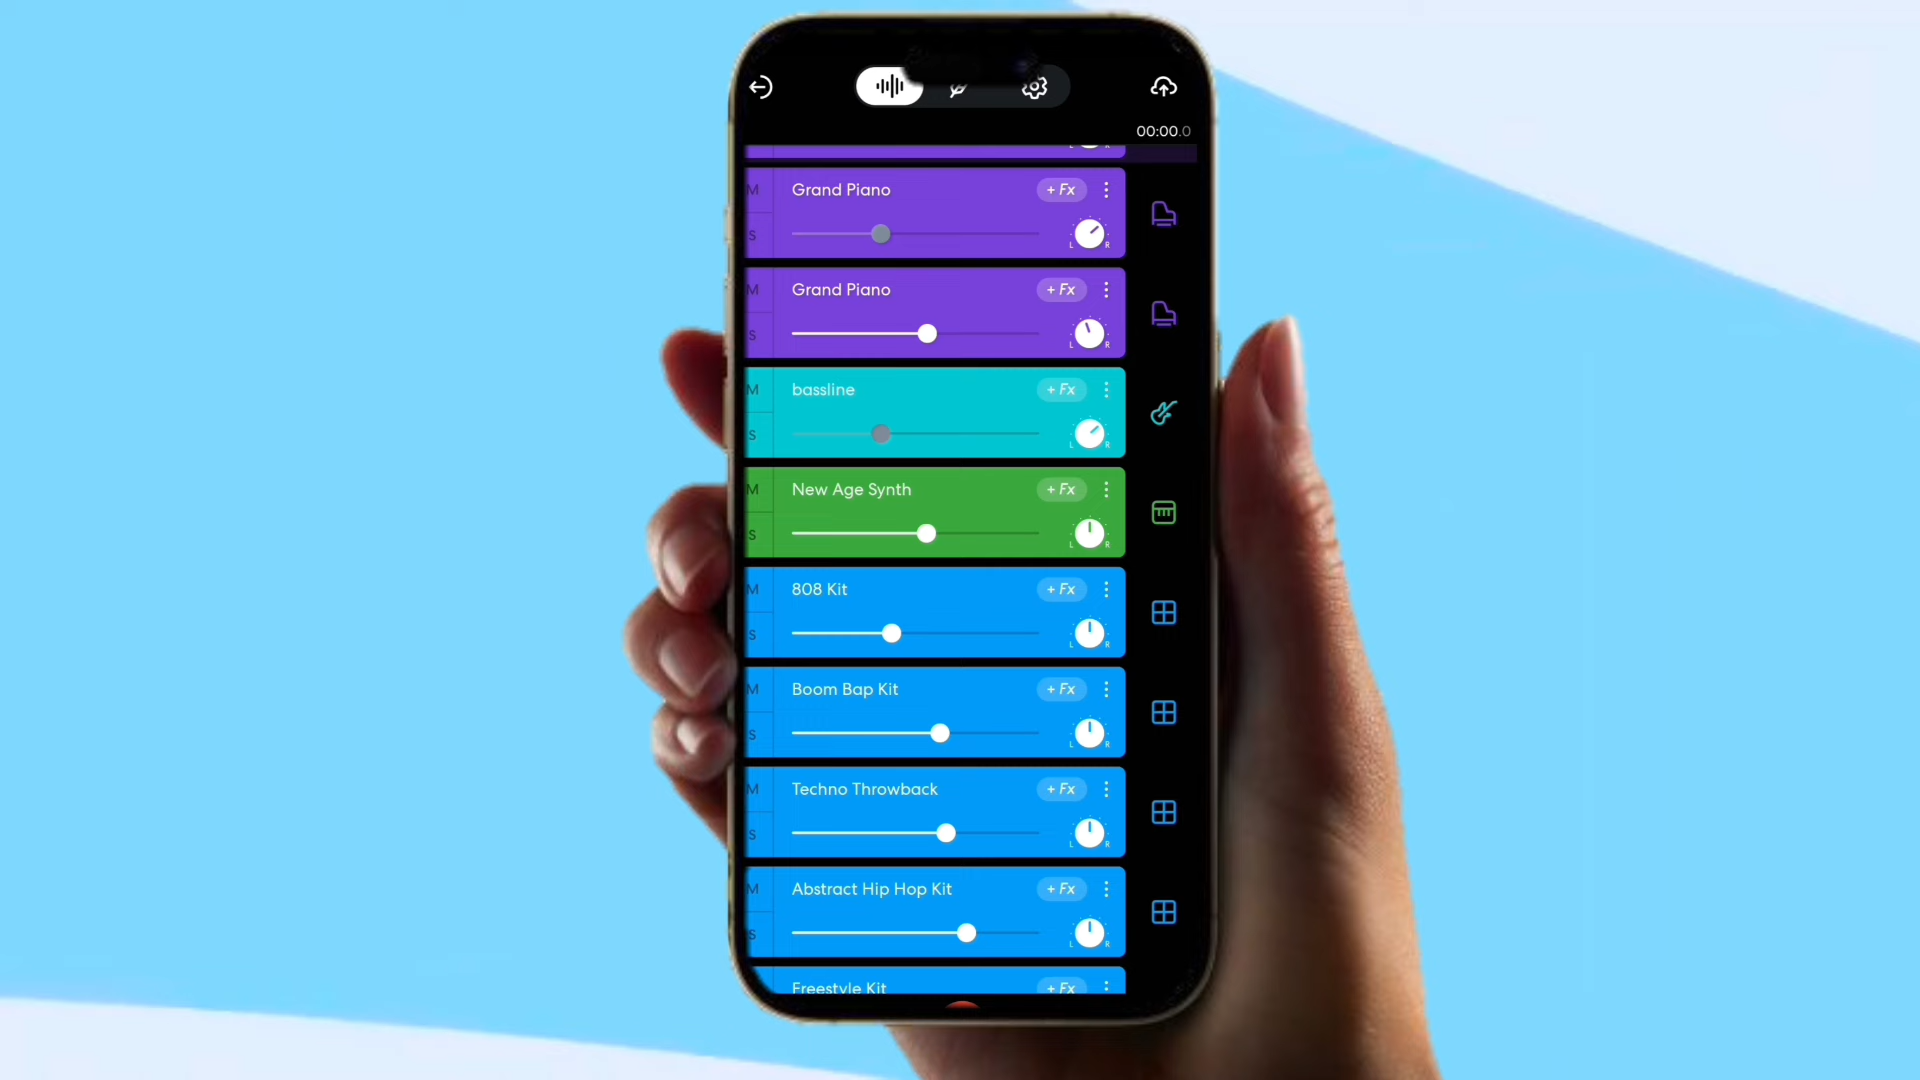 00:00.0
L R
M Grand Piano + Fx
S L R
M Grand Piano + Fx
S L R
M bassline + Fx
S L R
M New Age Synth + Fx
S L R
M 808 Kit + Fx
S L R
M Boom Bap Kit + Fx
S L R
M Techno Throwback + Fx
S L R
M Abstract Hip Hop Kit + Fx
S L R
Freestyle Kit + Fx